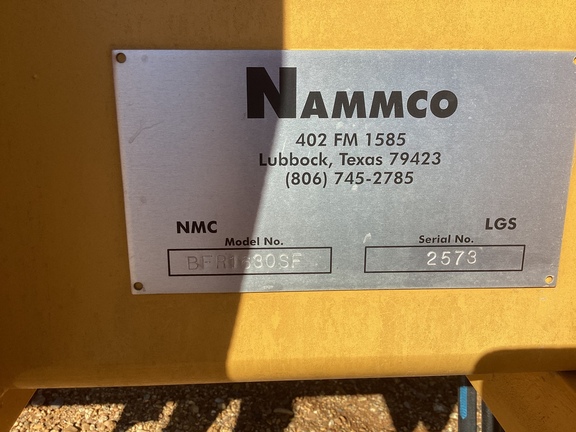 NAMMCO
402 FM 1585
Lubbock, Texas 79423
(806) 745-2785
NMC LGS
Model No. Serial No.
BFR1630SF 2573